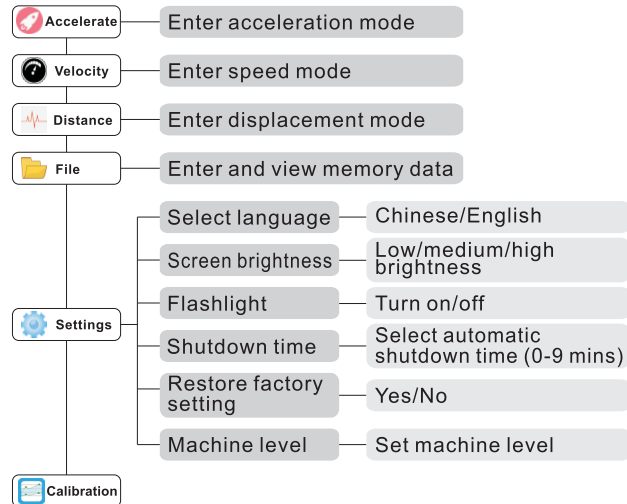 Accelerate
Enter acceleration mode
Velocity
Enter speed mode
Distance
Enter displacement mode
File
Enter and view memory data
Settings
Select language
Chinese/English
Screen brightness
Low/medium/high
brightness
Flashlight
Turn on/off
Shutdown time
Select automatic
shutdown time (0-9 mins)
Restore factory
setting
Yes/No
Machine level
Set machine level
Calibration